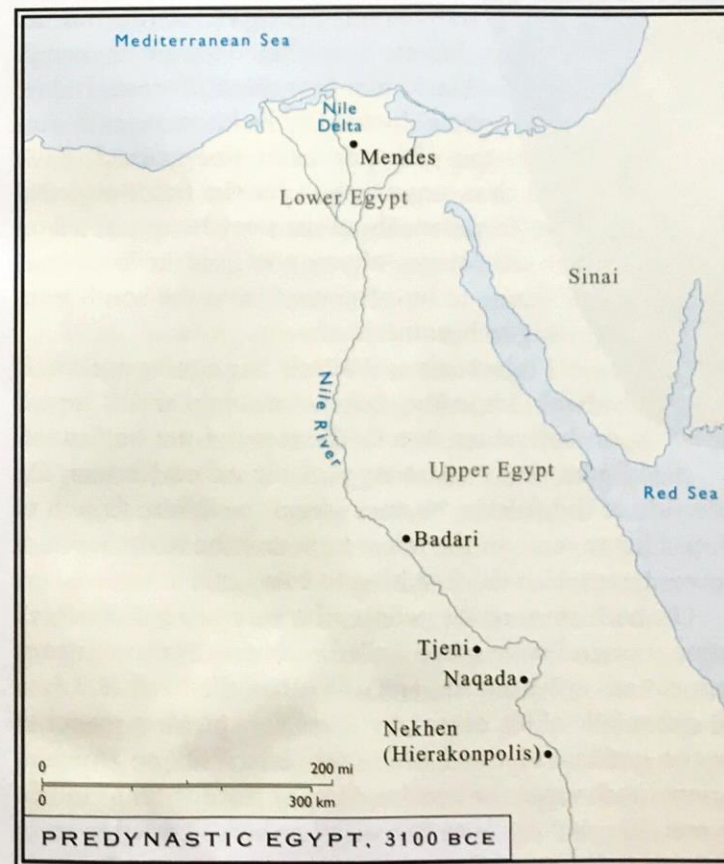 Mediterranean Sea
Nile
Delta
Mendes
Lower Egypt
Sinai
Nile River
Upper Egypt
Red Sea
Badari
Tjeni
Naqada
Nekhen
(Hierakonpolis)
0 200 mi
0 300 km
PREDYNASTIC EGYPT, 3100 BCE